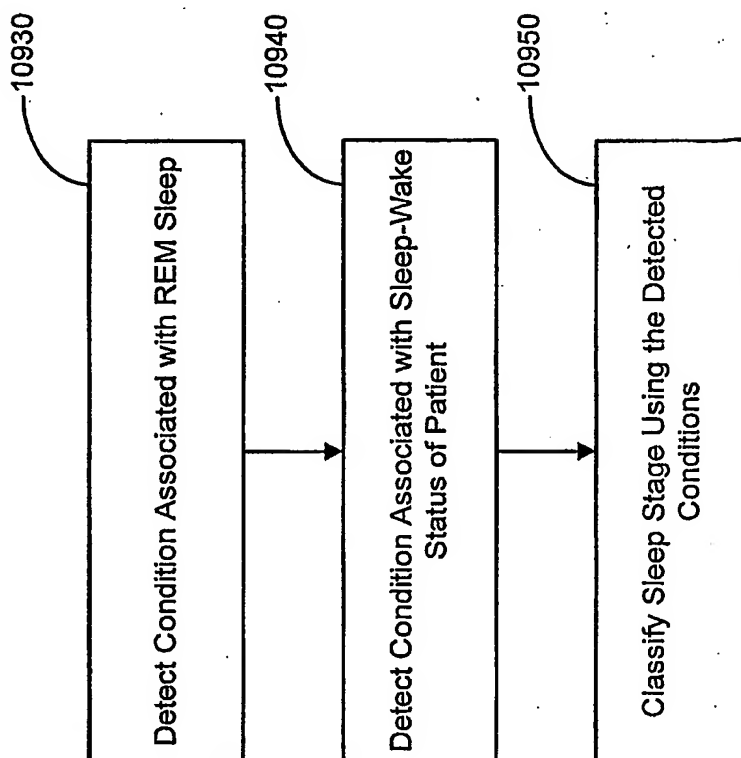 10930
Detect Condition Associated with REM Sleep
10940
Detect Condition Associated with Sleep-Wake
Status of Patient
10950
Classify Sleep Stage Using the Detected
Conditions